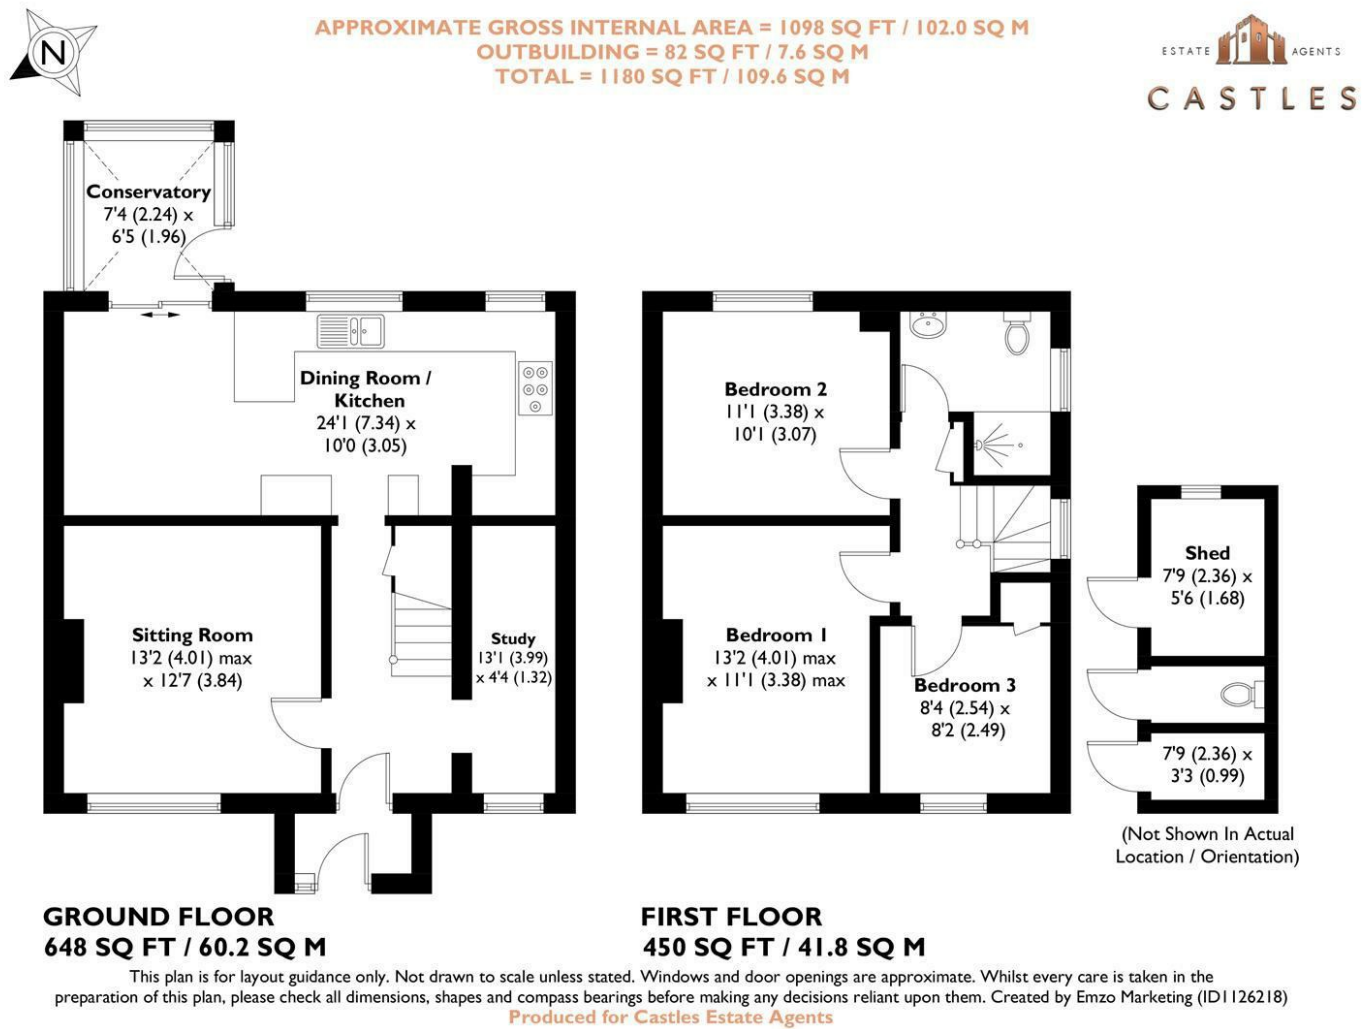 N
APPROXIMATE GROSS INTERNAL AREA = 1098 SQ FT / 102.0 SQ M
OUTBUILDING = 82 SQ FT / 7.6 SQ M
TOTAL = 1180 SQ FT / 109.6 SQ M
ESTATE AGENTS
CASTLES
Conservatory
7'4 (2.24) x
6'5 (1.96)
Dining Room /
Kitchen
24'1 (7.34) x
10'0 (3.05)
Sitting Room
13'2 (4.01) max
x 12'7 (3.84)
Study
13'1 (3.99)
x 4'4 (1.32)
Bedroom 2
11'1 (3.38) x
10'1 (3.07)
Bedroom 1
13'2 (4.01) max
x 11'1 (3.38) max
Bedroom 3
8'4 (2.54) x
8'2 (2.49)
Shed
7'9 (2.36) x
5'6 (1.68)
7'9 (2.36) x
3'3 (0.99)
(Not Shown In Actual
Location / Orientation)
GROUND FLOOR
648 SQ FT / 60.2 SQ M
FIRST FLOOR
450 SQ FT / 41.8 SQ M
This plan is for layout guidance only. Not drawn to scale unless stated. Windows and door openings are approximate. Whilst every care is taken in the
preparation of this plan, please check all dimensions, shapes and compass bearings before making any decisions reliant upon them. Created by Emzo Marketing (ID1126218)
Produced for Castles Estate Agents